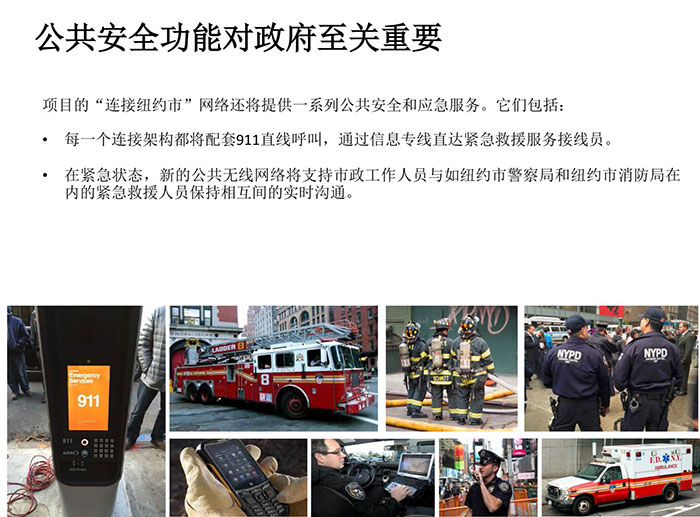 公共安全功能对政府至关重要
项目的“连接纽约市”网络还将提供一系列公共安全和应急服务。它们包括:
• 每一个连接架构都将配套911直线呼叫，通过信息专线直达紧急救援服务接线员。
• 在紧急状态，新的公共无线网络将支持市政工作人员与如纽约市警察局和纽约市消防局在
内的紧急救援人员保持相互间的实时沟通。
Emergency
Services
911
LADDER 8
8
SCHMITT
NYPD
NYPD
F.D.N.Y.
AMBULANCE